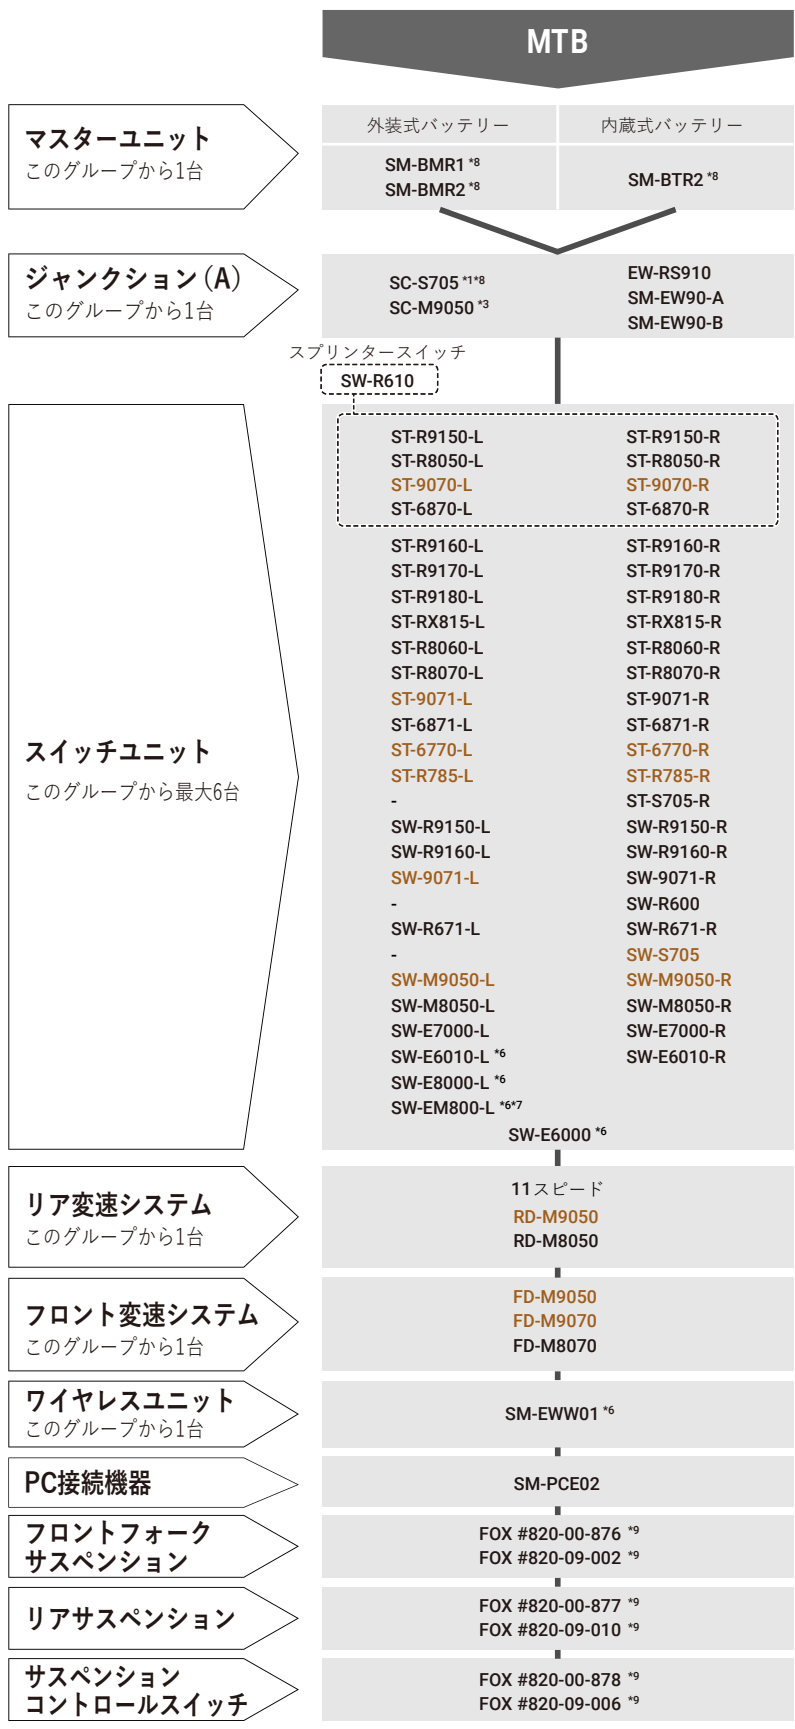 MTB
マスターユニット
このグループから1台
外装式バッテリー
内蔵式バッテリー
SM-BMR1 *8
SM-BMR2 *8
SM-BTR2 *8
ジャンクション(A)
このグループから1台
SC-S705 *1*8
SC-M9050 *3
EW-RS910
SM-EW90-A
SM-EW90-B
スプリンタースイッチ
SW-R610
スイッチユニット
このグループから最大6台
ST-R9150-L ST-R9150-R
ST-R8050-L ST-R8050-R
ST-9070-L ST-9070-R
ST-6870-L ST-6870-R
ST-R9160-L ST-R9160-R
ST-R9170-L ST-R9170-R
ST-R9180-L ST-R9180-R
ST-RX815-L ST-RX815-R
ST-R8060-L ST-R8060-R
ST-R8070-L ST-R8070-R
ST-9071-L ST-9071-R
ST-6871-L ST-6871-R
ST-6770-L ST-6770-R
ST-R785-L ST-R785-R
- ST-S705-R
SW-R9150-L SW-R9150-R
SW-R9160-L SW-R9160-R
SW-9071-L SW-9071-R
- SW-R600
SW-R671-L SW-R671-R
- SW-S705
SW-M9050-L SW-M9050-R
SW-M8050-L SW-M8050-R
SW-E7000-L SW-E7000-R
SW-E6010-L *6 SW-E6010-R
SW-E8000-L *6
SW-EM800-L *6*7
SW-E6000 *6
リア変速システム
このグループから1台
11スピード
RD-M9050
RD-M8050
フロント変速システム
このグループから1台
FD-M9050
FD-M9070
FD-M8070
ワイヤレスユニット
このグループから1台
SM-EWW01 *6
PC接続機器
SM-PCE02
フロントフォーク
サスペンション
FOX #820-00-876 *9
FOX #820-09-002 *9
リアサスペンション
FOX #820-00-877 *9
FOX #820-09-010 *9
サスペンション
コントロールスイッチ
FOX #820-00-878 *9
FOX #820-09-006 *9